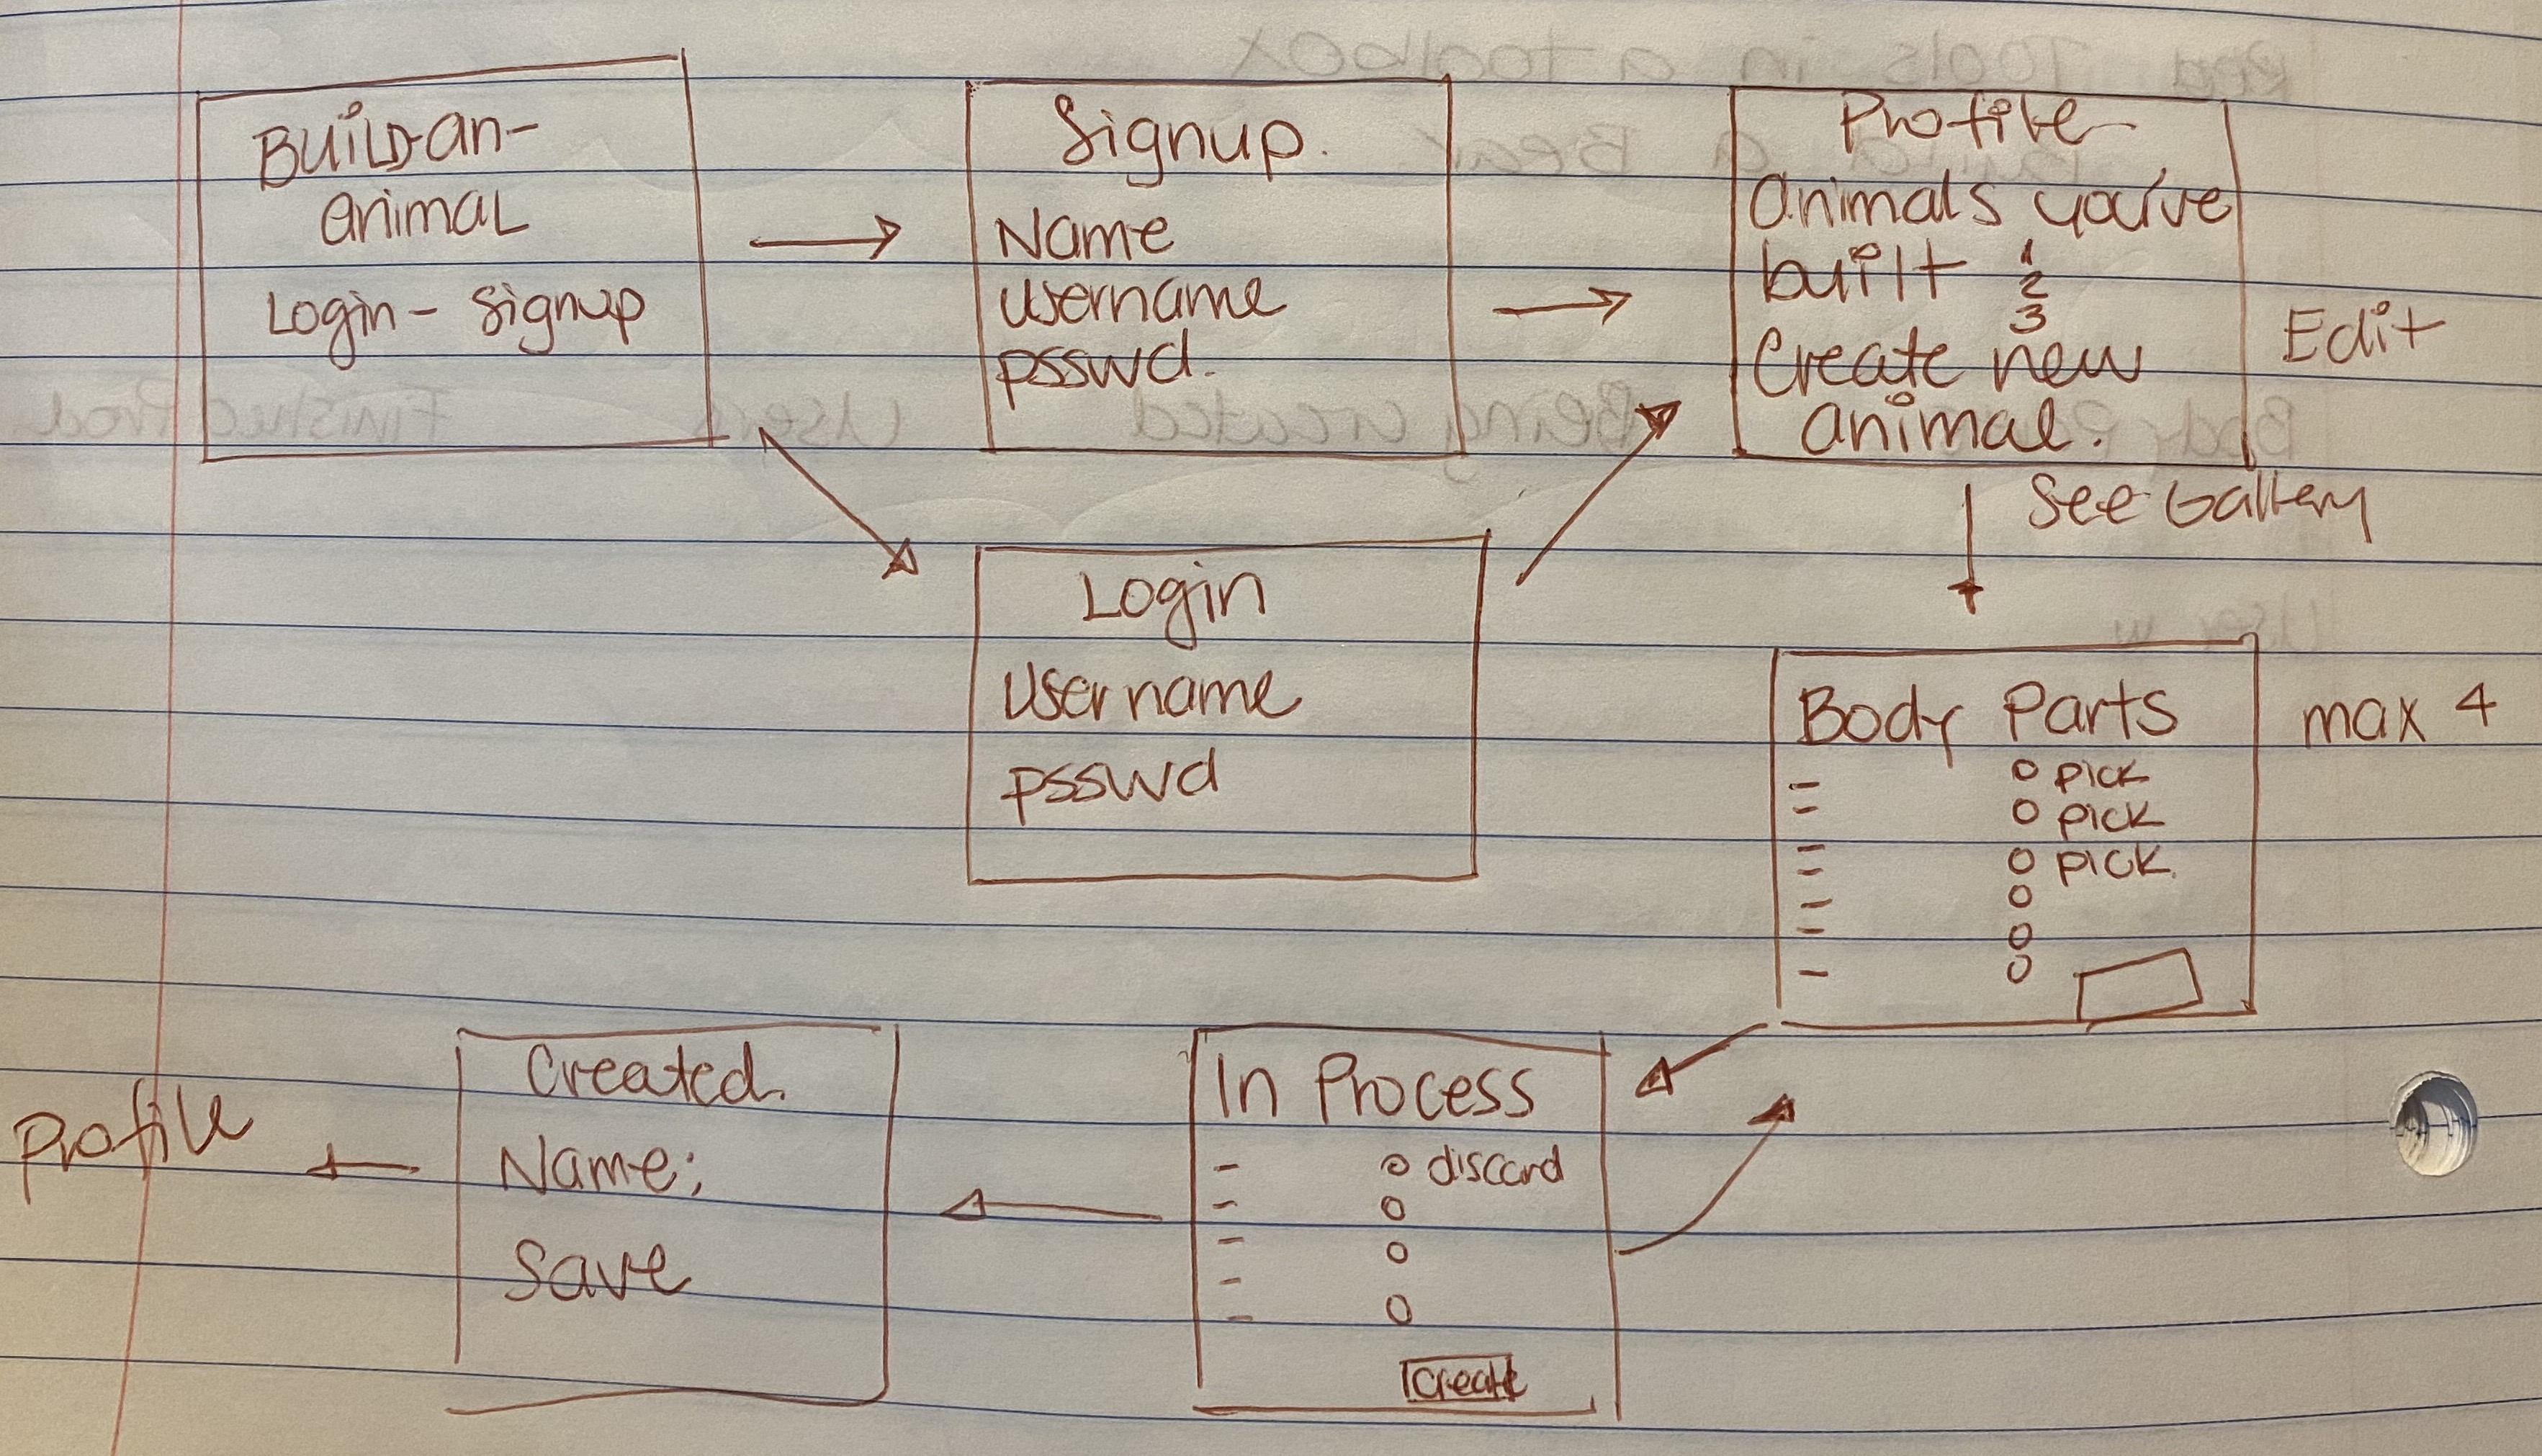 Build-an-
animal
Login - Signup
Signup.
Name
username
psswd.
Profile
Animals you've
built 1
2
3
Create new
animal.
Edit
See Gallery
Login
Username
psswd
Body Parts
max 4
- O pick
- O pick
- O pick.
- O
- O
- O
In Process
- O discard
- O
- O
-
- O
Create
Created.
Name:
Save
Profile